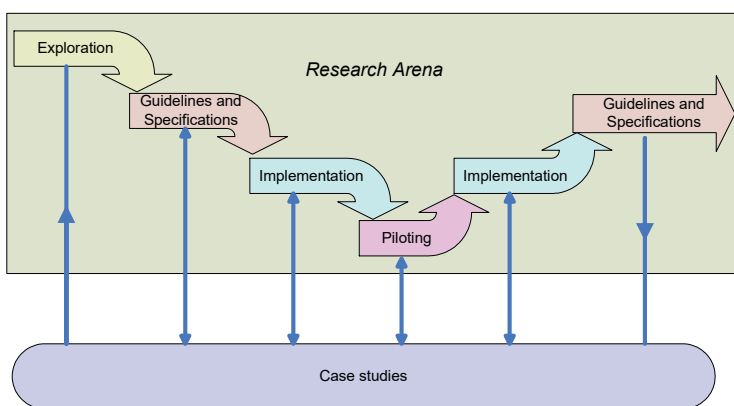 Exploration
Research Arena
Guidelines and
Specifications
Guidelines and
Specifications
Implementation
Implementation
Piloting
Case studies